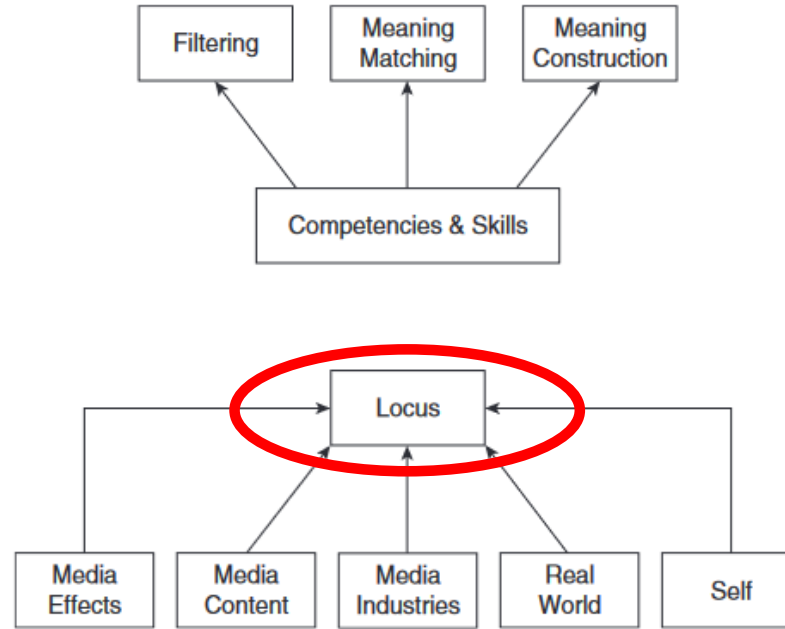 Filtering
Meaning
Matching
Meaning
Construction
Competencies & Skills
Locus
Media
Effects
Media
Content
Media
Industries
Real
World
Self